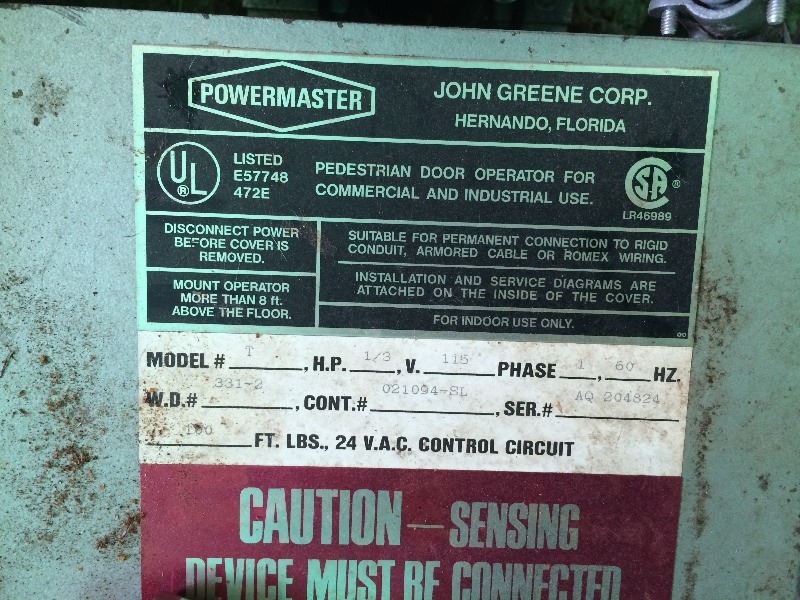 POWERMASTER
JOHN GREENE CORP.
HERNANDO, FLORIDA
UL
®
LISTED
E57748
472E
PEDESTRIAN DOOR OPERATOR FOR
COMMERCIAL AND INDUSTRIAL USE.
SA ®
LR46989
DISCONNECT POWER
BEFORE COVER IS
REMOVED.
MOUNT OPERATOR
MORE THAN 8 ft.
ABOVE THE FLOOR.
SUITABLE FOR PERMANENT CONNECTION TO RIGID
CONDUIT, ARMORED CABLE or ROMEX WIRING.
INSTALLATION AND SERVICE DIAGRAMS ARE
ATTACHED ON THE INSIDE OF THE COVER.
FOR INDOOR USE ONLY.
MODEL # T, H.P. 1/3, V. 115 PHASE 1, 60 HZ.
W.D.# 331-2, CONT.# 021094-SL, SER.# AQ 204824
100 FT. LBS., 24 V.A.C. CONTROL CIRCUIT
CAUTION — SENSING
DEVICE MUST BE CONNECTED